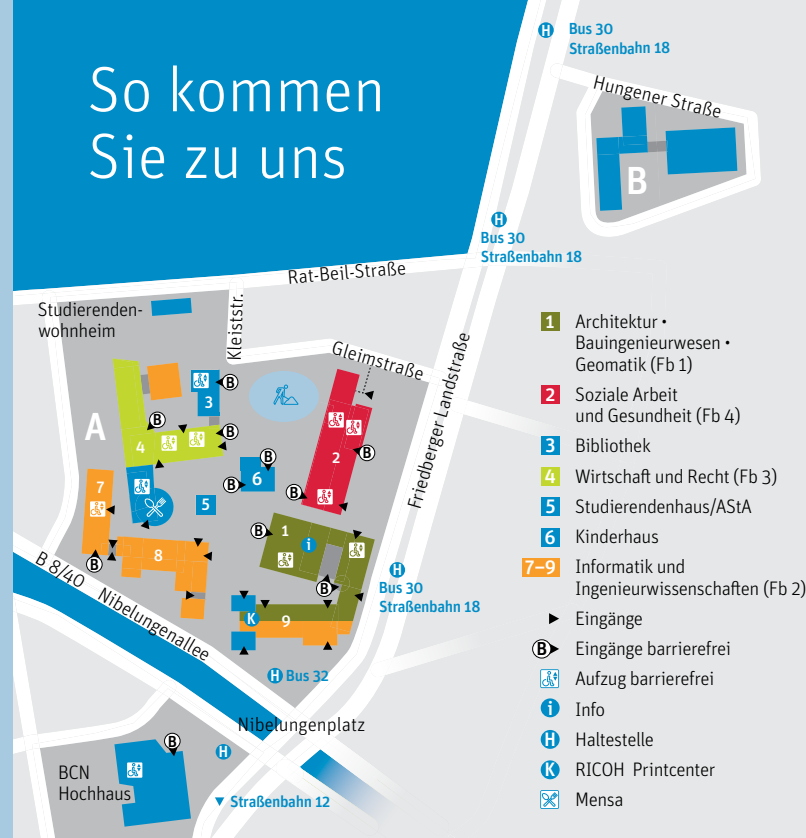 So kommen
Sie zu uns
H Bus 30
Straßenbahn 18
Hungener Straße
B
H
Bus 30
Straßenbahn 18
Rat-Beil-Straße
Studierenden-
wohnheim
Kleiststr.
Gleimstraße
Friedberger Landstraße
A
B
3
B
B
4
2
B
B
6
B
B
7
5
1
B
i
8
B
B
H
Bus 30
Straßenbahn 18
K
9
B 8/40 Nibelungenallee
H Bus 32
Nibelungenplatz
B
H
BCN
Hochhaus
Straßenbahn 12
1 Architektur •
Bauingenieurwesen •
Geomatik (Fb 1)
2 Soziale Arbeit
und Gesundheit (Fb 4)
3 Bibliothek
4 Wirtschaft und Recht (Fb 3)
5 Studierendenhaus/AStA
6 Kinderhaus
7–9 Informatik und
Ingenieurwissenschaften (Fb 2)
Eingänge
B Eingänge barrierefrei
Aufzug barrierefrei
i Info
H Haltestelle
K RICOH Printcenter
Mensa